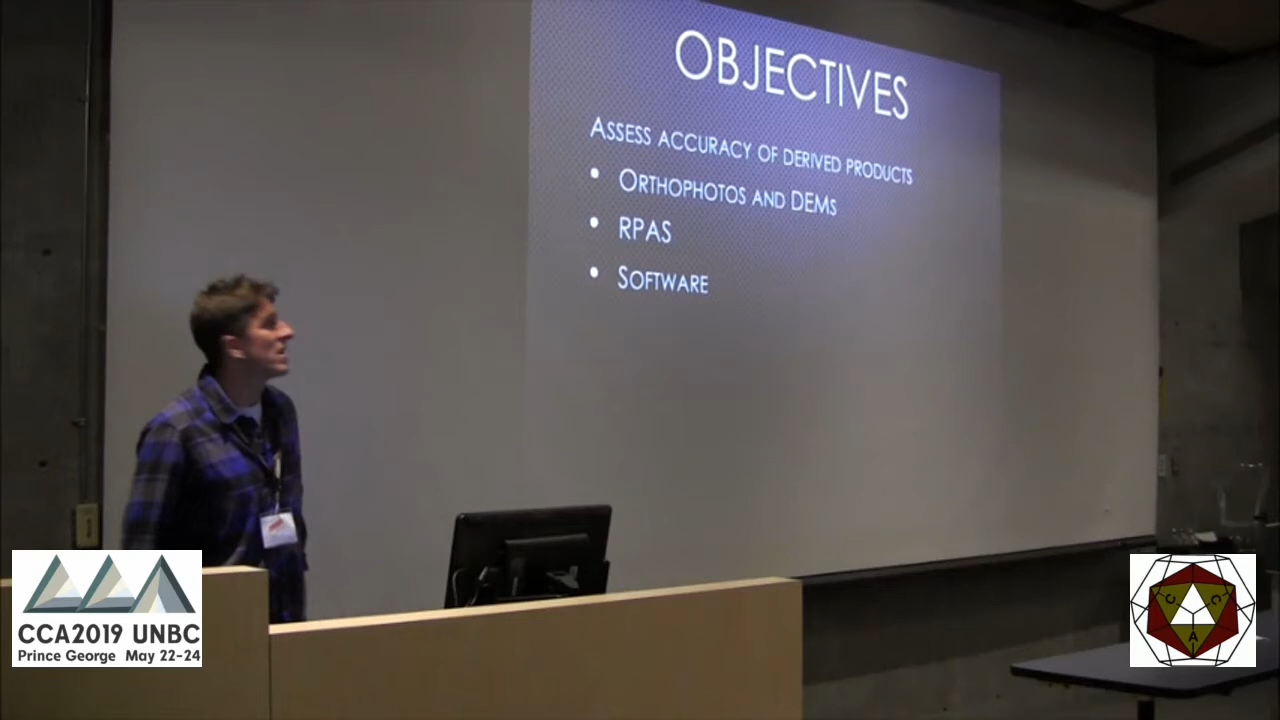 OBJECTIVES
ASSESS ACCURACY OF DERIVED PRODUCTS
• ORTHOPHOTOS AND DEMS
• RPAS
• SOFTWARE
CCA2019 UNBC
Prince George May 22-24
C C
A